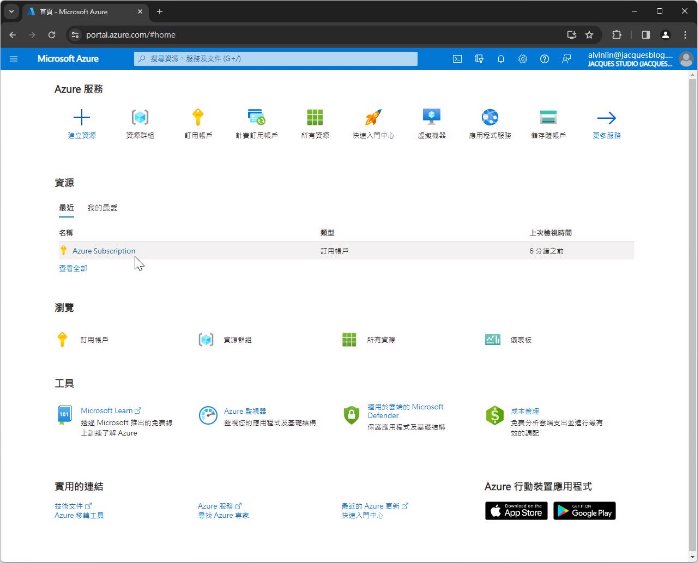 首頁 - Microsoft Azure
portal.azure.com/#home
Microsoft Azure
搜尋資源、服務及文件 (G+/)
alvinlin@jacquesblog....
JACQUES STUDIO (JACQUES...
Azure 服務
建立資源
資源群組
訂用帳戶
計費訂用帳戶
所有資源
快速入門中心
虛擬機器
應用程式服務
儲存體帳戶
更多服務
資源
最近
我的最愛
名稱
類型
上次檢視時間
Azure Subscription
訂用帳戶
6 分鐘之前
查看全部
瀏覽
訂用帳戶
資源群組
所有資源
儀表板
工具
Microsoft Learn
透過 Microsoft 推出的免費線
上訓練了解 Azure
Azure 監視器
監視您的應用程式及基礎結構
適用於雲端的 Microsoft
Defender
保護應用程式及基礎結構
成本管理
免費分析雲端支出並進行最有
效的調配
實用的連結
技術文件
Azure 移轉工具
Azure 服務
尋找 Azure 專家
最近的 Azure 更新
快速入門中心
Azure 行動裝置應用程式
Download on the
App Store
GET IT ON
Google Play